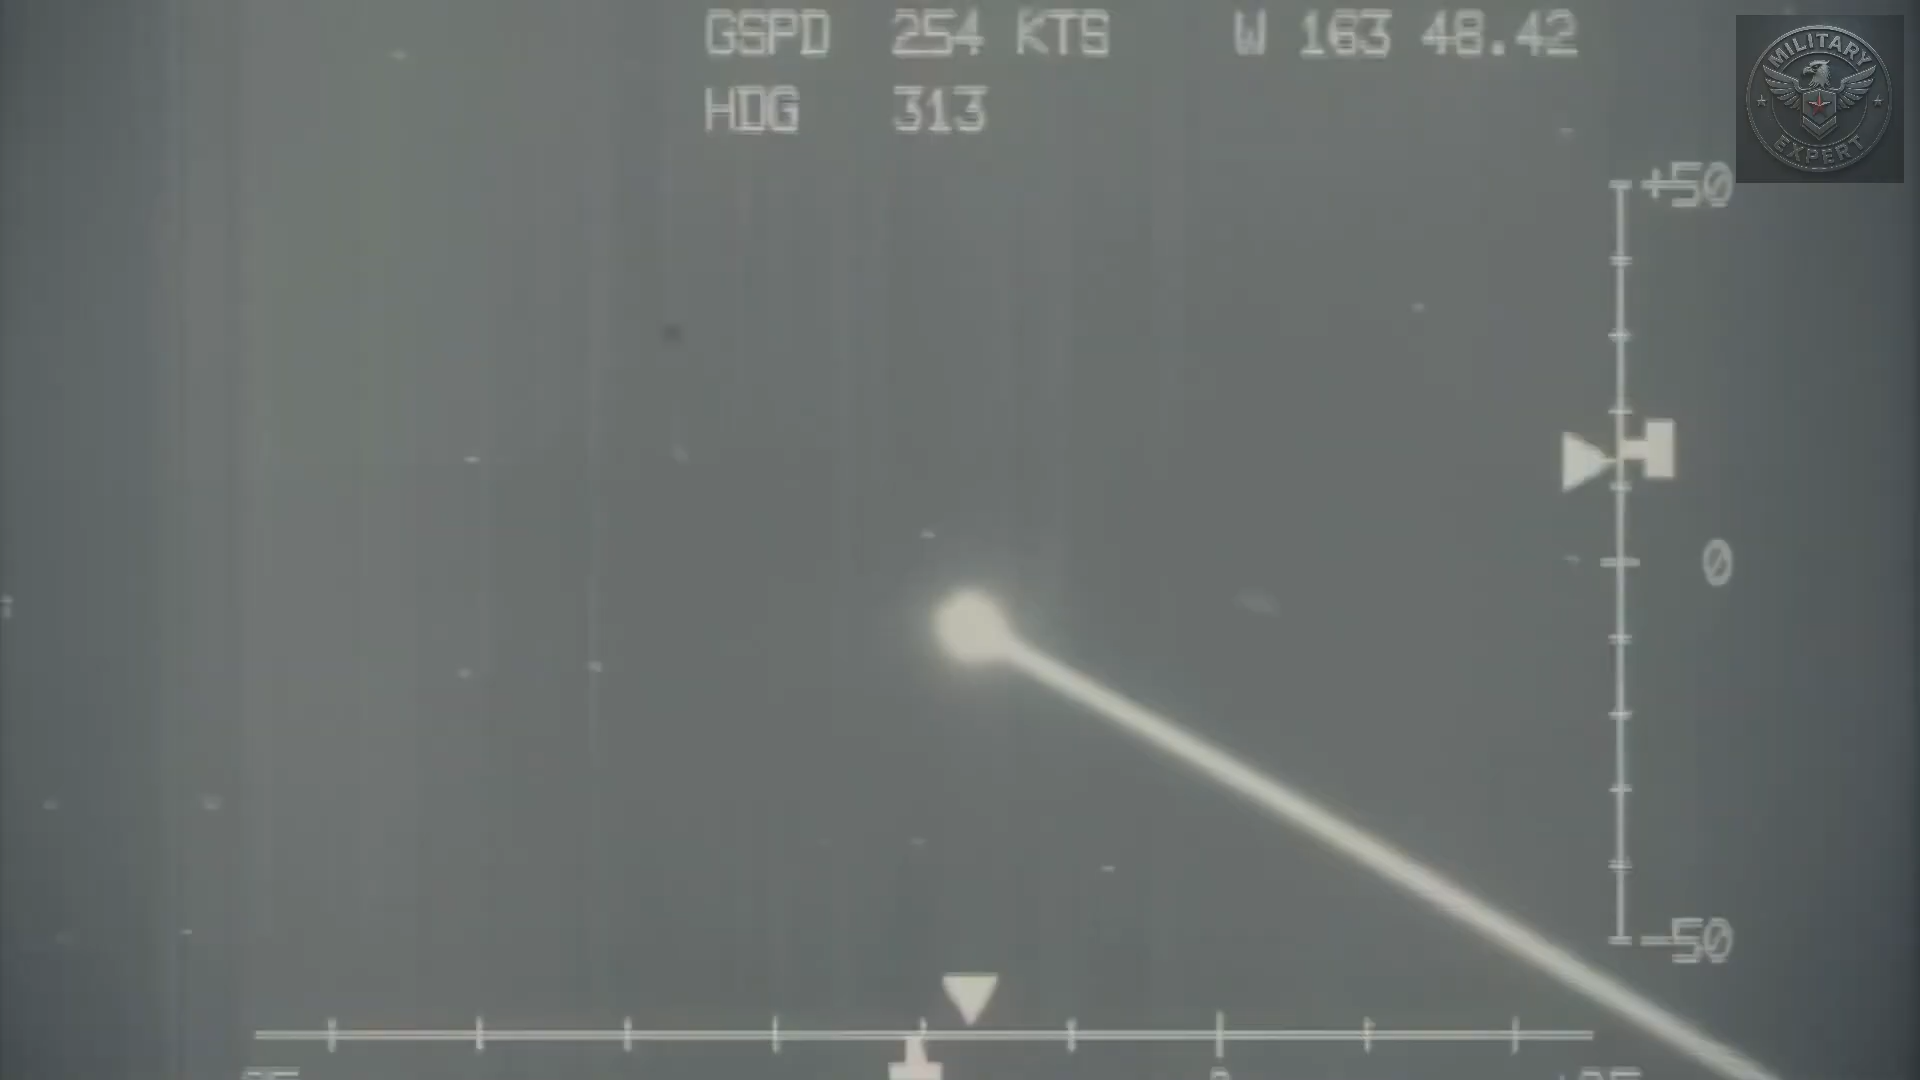 GSPD 254 KTS W 163 48.42
HDG 313
MILITARY
EXPERT
+50
0
-50